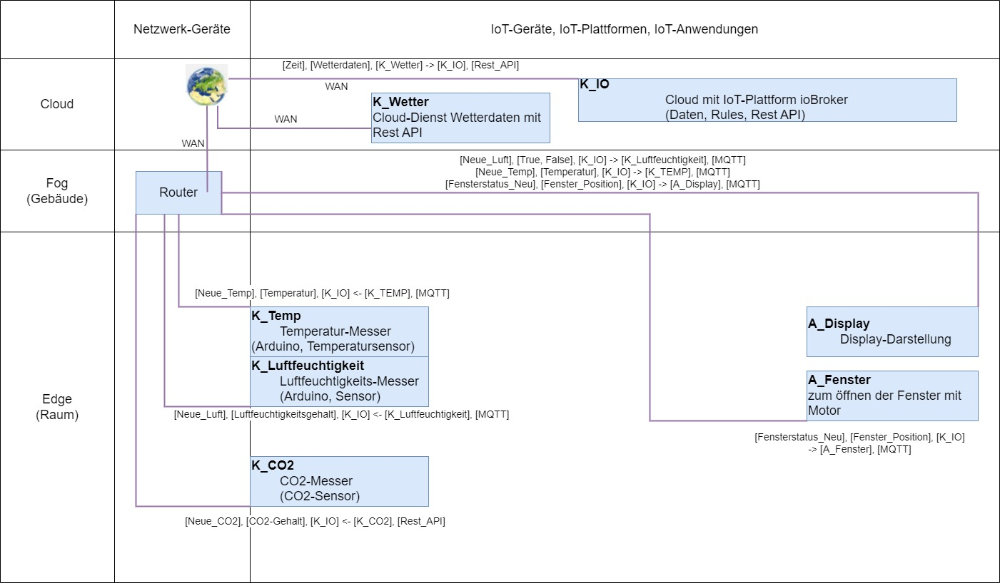 Netzwerk-Geräte
IoT-Geräte, IoT-Plattformen, IoT-Anwendungen
Cloud
[Zeit], [Wetterdaten], [K_Wetter] -> [K_IO], [Rest_API]
WAN
K_IO
Cloud mit IoT-Plattform ioBroker
(Daten, Rules, Rest API)
K_Wetter
Cloud-Dienst Wetterdaten mit
Rest API
WAN
WAN
Fog
(Gebäude)
Router
[Neue_Luft], [True, False], [K_IO] -> [K_Luftfeuchtigkeit], [MQTT]
[Neue_Temp], [Temperatur], [K_IO] -> [K_TEMP], [MQTT]
[Fensterstatus_Neu], [Fenster_Position], [K_IO] -> [A_Display], [MQTT]
Edge
(Raum)
[Neue_Temp], [Temperatur], [K_IO] <- [K_TEMP], [MQTT]
K_Temp
Temperatur-Messer
(Arduino, Temperatursensor)
K_Luftfeuchtigkeit
Luftfeuchtigkeits-Messer
(Arduino, Sensor)
[Neue_Luft], [Luftfeuchtigkeitsgehalt], [K_IO] <- [K_Luftfeuchtigkeit], [MQTT]
K_CO2
CO2-Messer
(CO2-Sensor)
[Neue_CO2], [CO2-Gehalt], [K_IO] <- [K_CO2], [Rest_API]
A_Display
Display-Darstellung
A_Fenster
zum öffnen der Fenster mit
Motor
[Fensterstatus_Neu], [Fenster_Position], [K_IO]
-> [A_Fenster], [MQTT]